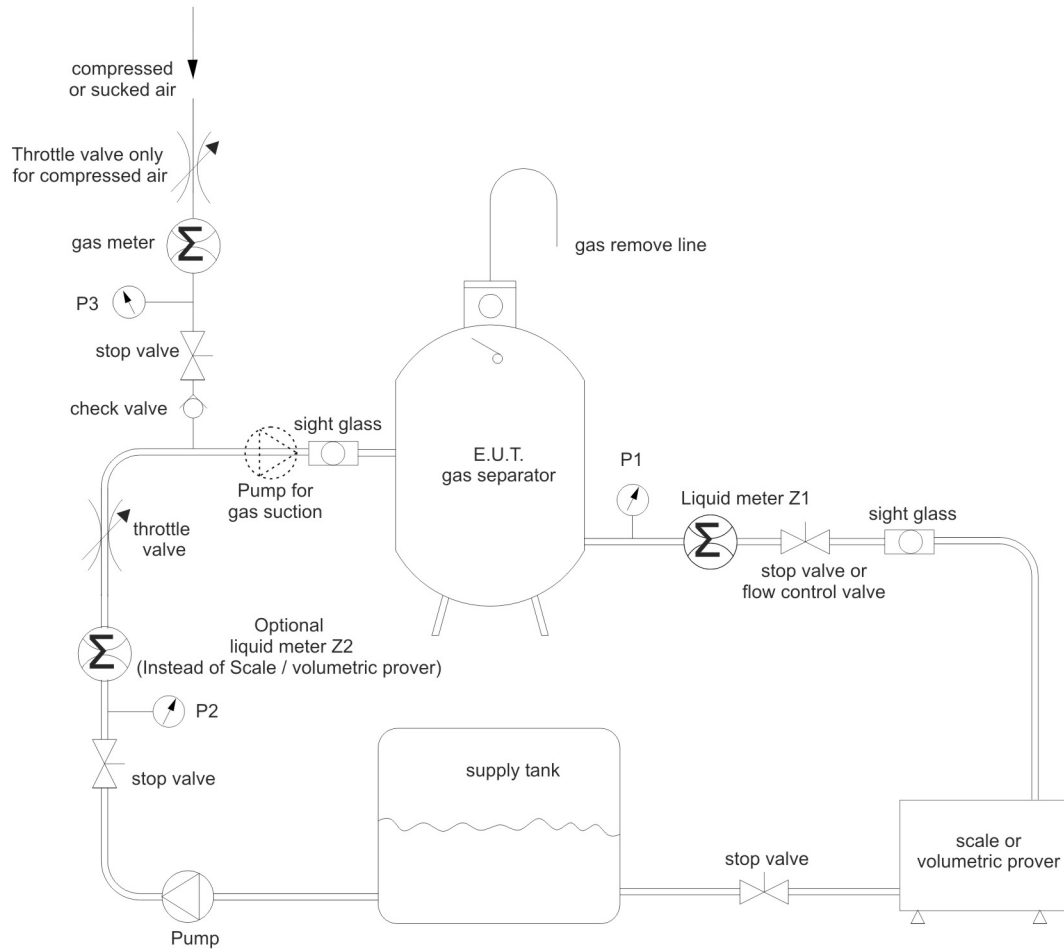 compressed
or sucked air
Throttle valve only
for compressed air
gas meter
Σ
P3
stop valve
check valve
gas remove line
sight glass
Pump for
gas suction
E.U.T.
gas separator
P1
Liquid meter Z1
Σ
sight glass
stop valve or
flow control valve
throttle
valve
Σ
Optional
liquid meter Z2
(Instead of Scale / volumetric prover)
P2
stop valve
supply tank
stop valve
scale or
volumetric prover
Pump